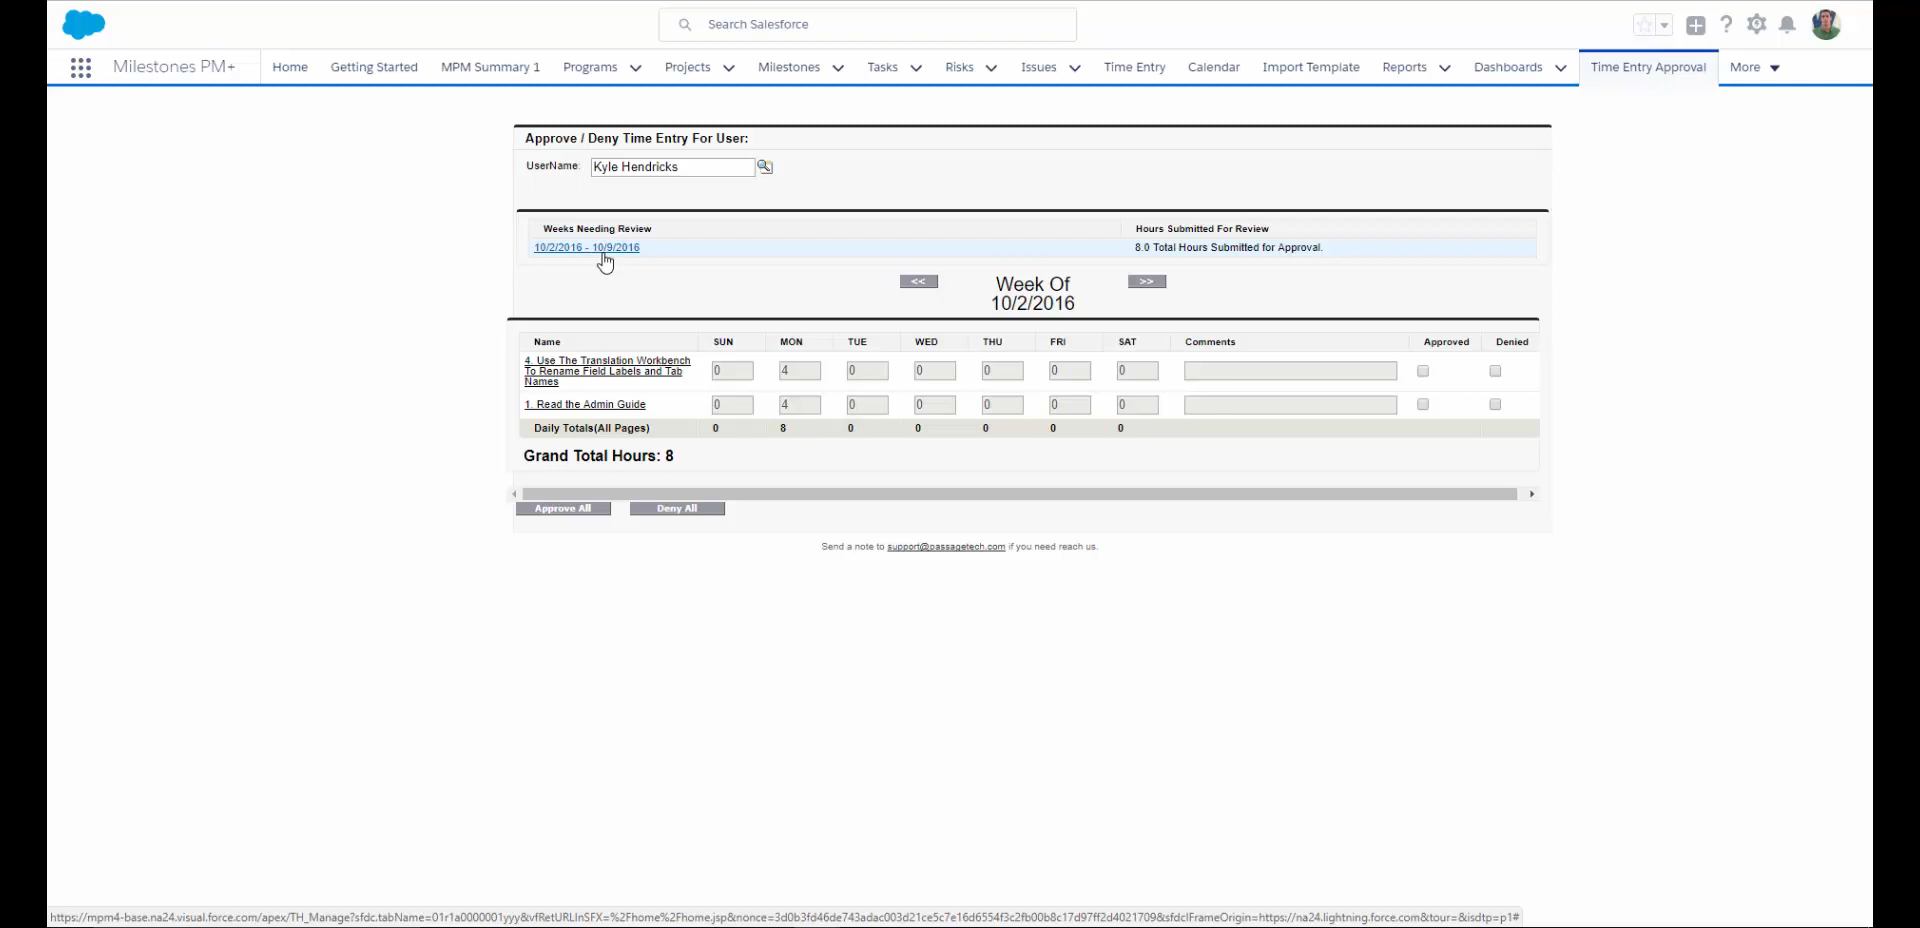 Search Salesforce
Milestones PM+ Home Getting Started MPM Summary 1 Programs Projects Milestones Tasks Risks Issues Time Entry Calendar Import Template Reports Dashboards Time Entry Approval More
Approve / Deny Time Entry For User:
UserName: Kyle Hendricks
Weeks Needing Review Hours Submitted For Review
10/2/2016 - 10/9/2016 8.0 Total Hours Submitted for Approval.
<< Week Of >>
10/2/2016
Name SUN MON TUE WED THU FRI SAT Comments Approved Denied
4. Use The Translation Workbench
To Rename Field Labels and Tab 0 4 0 0 0 0 0
Names
1. Read the Admin Guide 0 4 0 0 0 0 0
Daily Totals(All Pages) 0 8 0 0 0 0 0
Grand Total Hours: 8
Approve All Deny All
Send a note to support@passagetech.com if you need reach us.
https://mpm4-base.na24.visual.force.com/apex/TH_Manage?sfdc.tabName=01r1a0000001yyy&vfRetURLInSFX=%2Fhome%2Fhome.jsp&nonce=3d0b3fd46de743adac003d21ce5c7e16d6554f3c2fb00b8c17d97ff2d4021709&sfdcIFrameOrigin=https://na24.lightning.force.com&tour=&isdtp=p1#